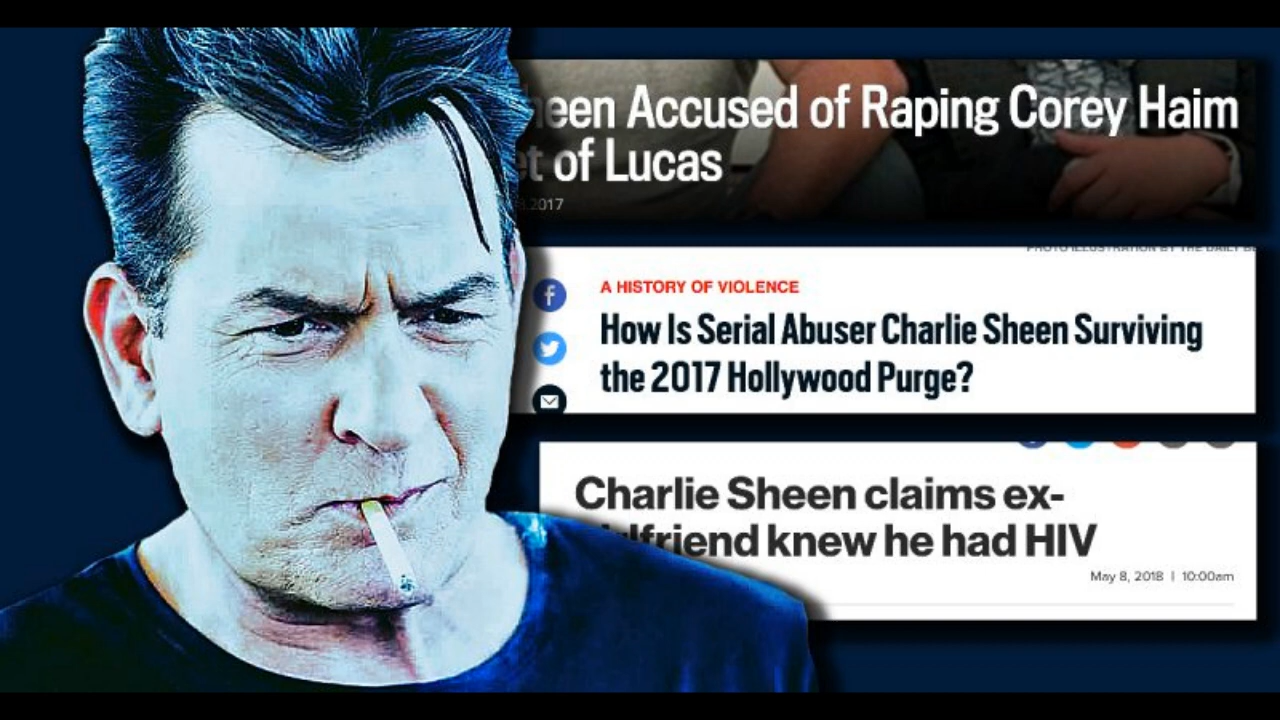 heen Accused of Raping Corey Haim
et of Lucas
.2017
PHOTO ILLUSTRATION BY THE DAILY BE
A HISTORY OF VIOLENCE
How Is Serial Abuser Charlie Sheen Surviving
the 2017 Hollywood Purge?
Charlie Sheen claims ex-
lfriend knew he had HIV
May 8, 2018 | 10:00am